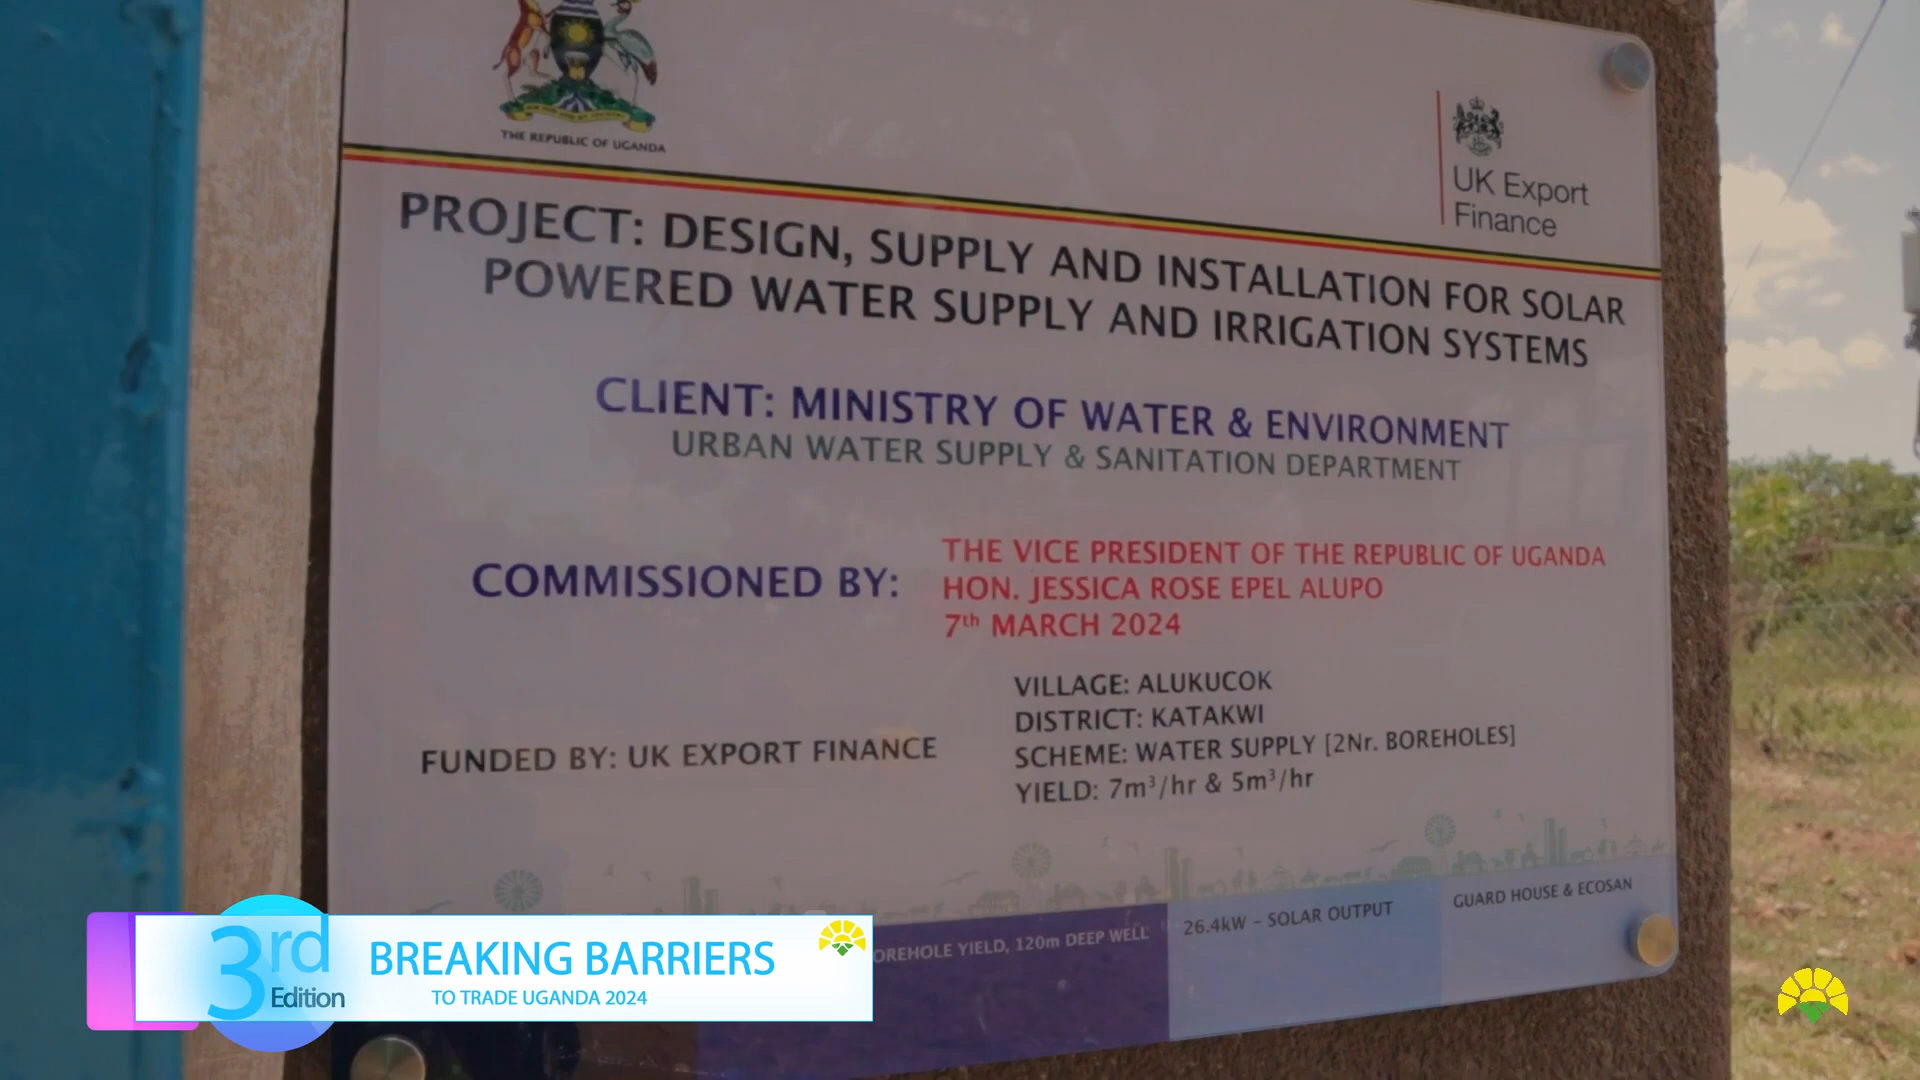 THE REPUBLIC OF UGANDA
UK Export
Finance
PROJECT: DESIGN, SUPPLY AND INSTALLATION FOR SOLAR
POWERED WATER SUPPLY AND IRRIGATION SYSTEMS
CLIENT: MINISTRY OF WATER & ENVIRONMENT
URBAN WATER SUPPLY & SANITATION DEPARTMENT
COMMISSIONED BY:
THE VICE PRESIDENT OF THE REPUBLIC OF UGANDA
HON. JESSICA ROSE EPEL ALUPO
7th MARCH 2024
FUNDED BY: UK EXPORT FINANCE
VILLAGE: ALUKUCOK
DISTRICT: KATAKWI
SCHEME: WATER SUPPLY [2Nr. BOREHOLES]
YIELD: 7m³/hr & 5m³/hr
OREHOLE YIELD, 120m DEEP WELL
26.4kW – SOLAR OUTPUT
GUARD HOUSE & ECOSAN
3rd
Edition
BREAKING BARRIERS
TO TRADE UGANDA 2024